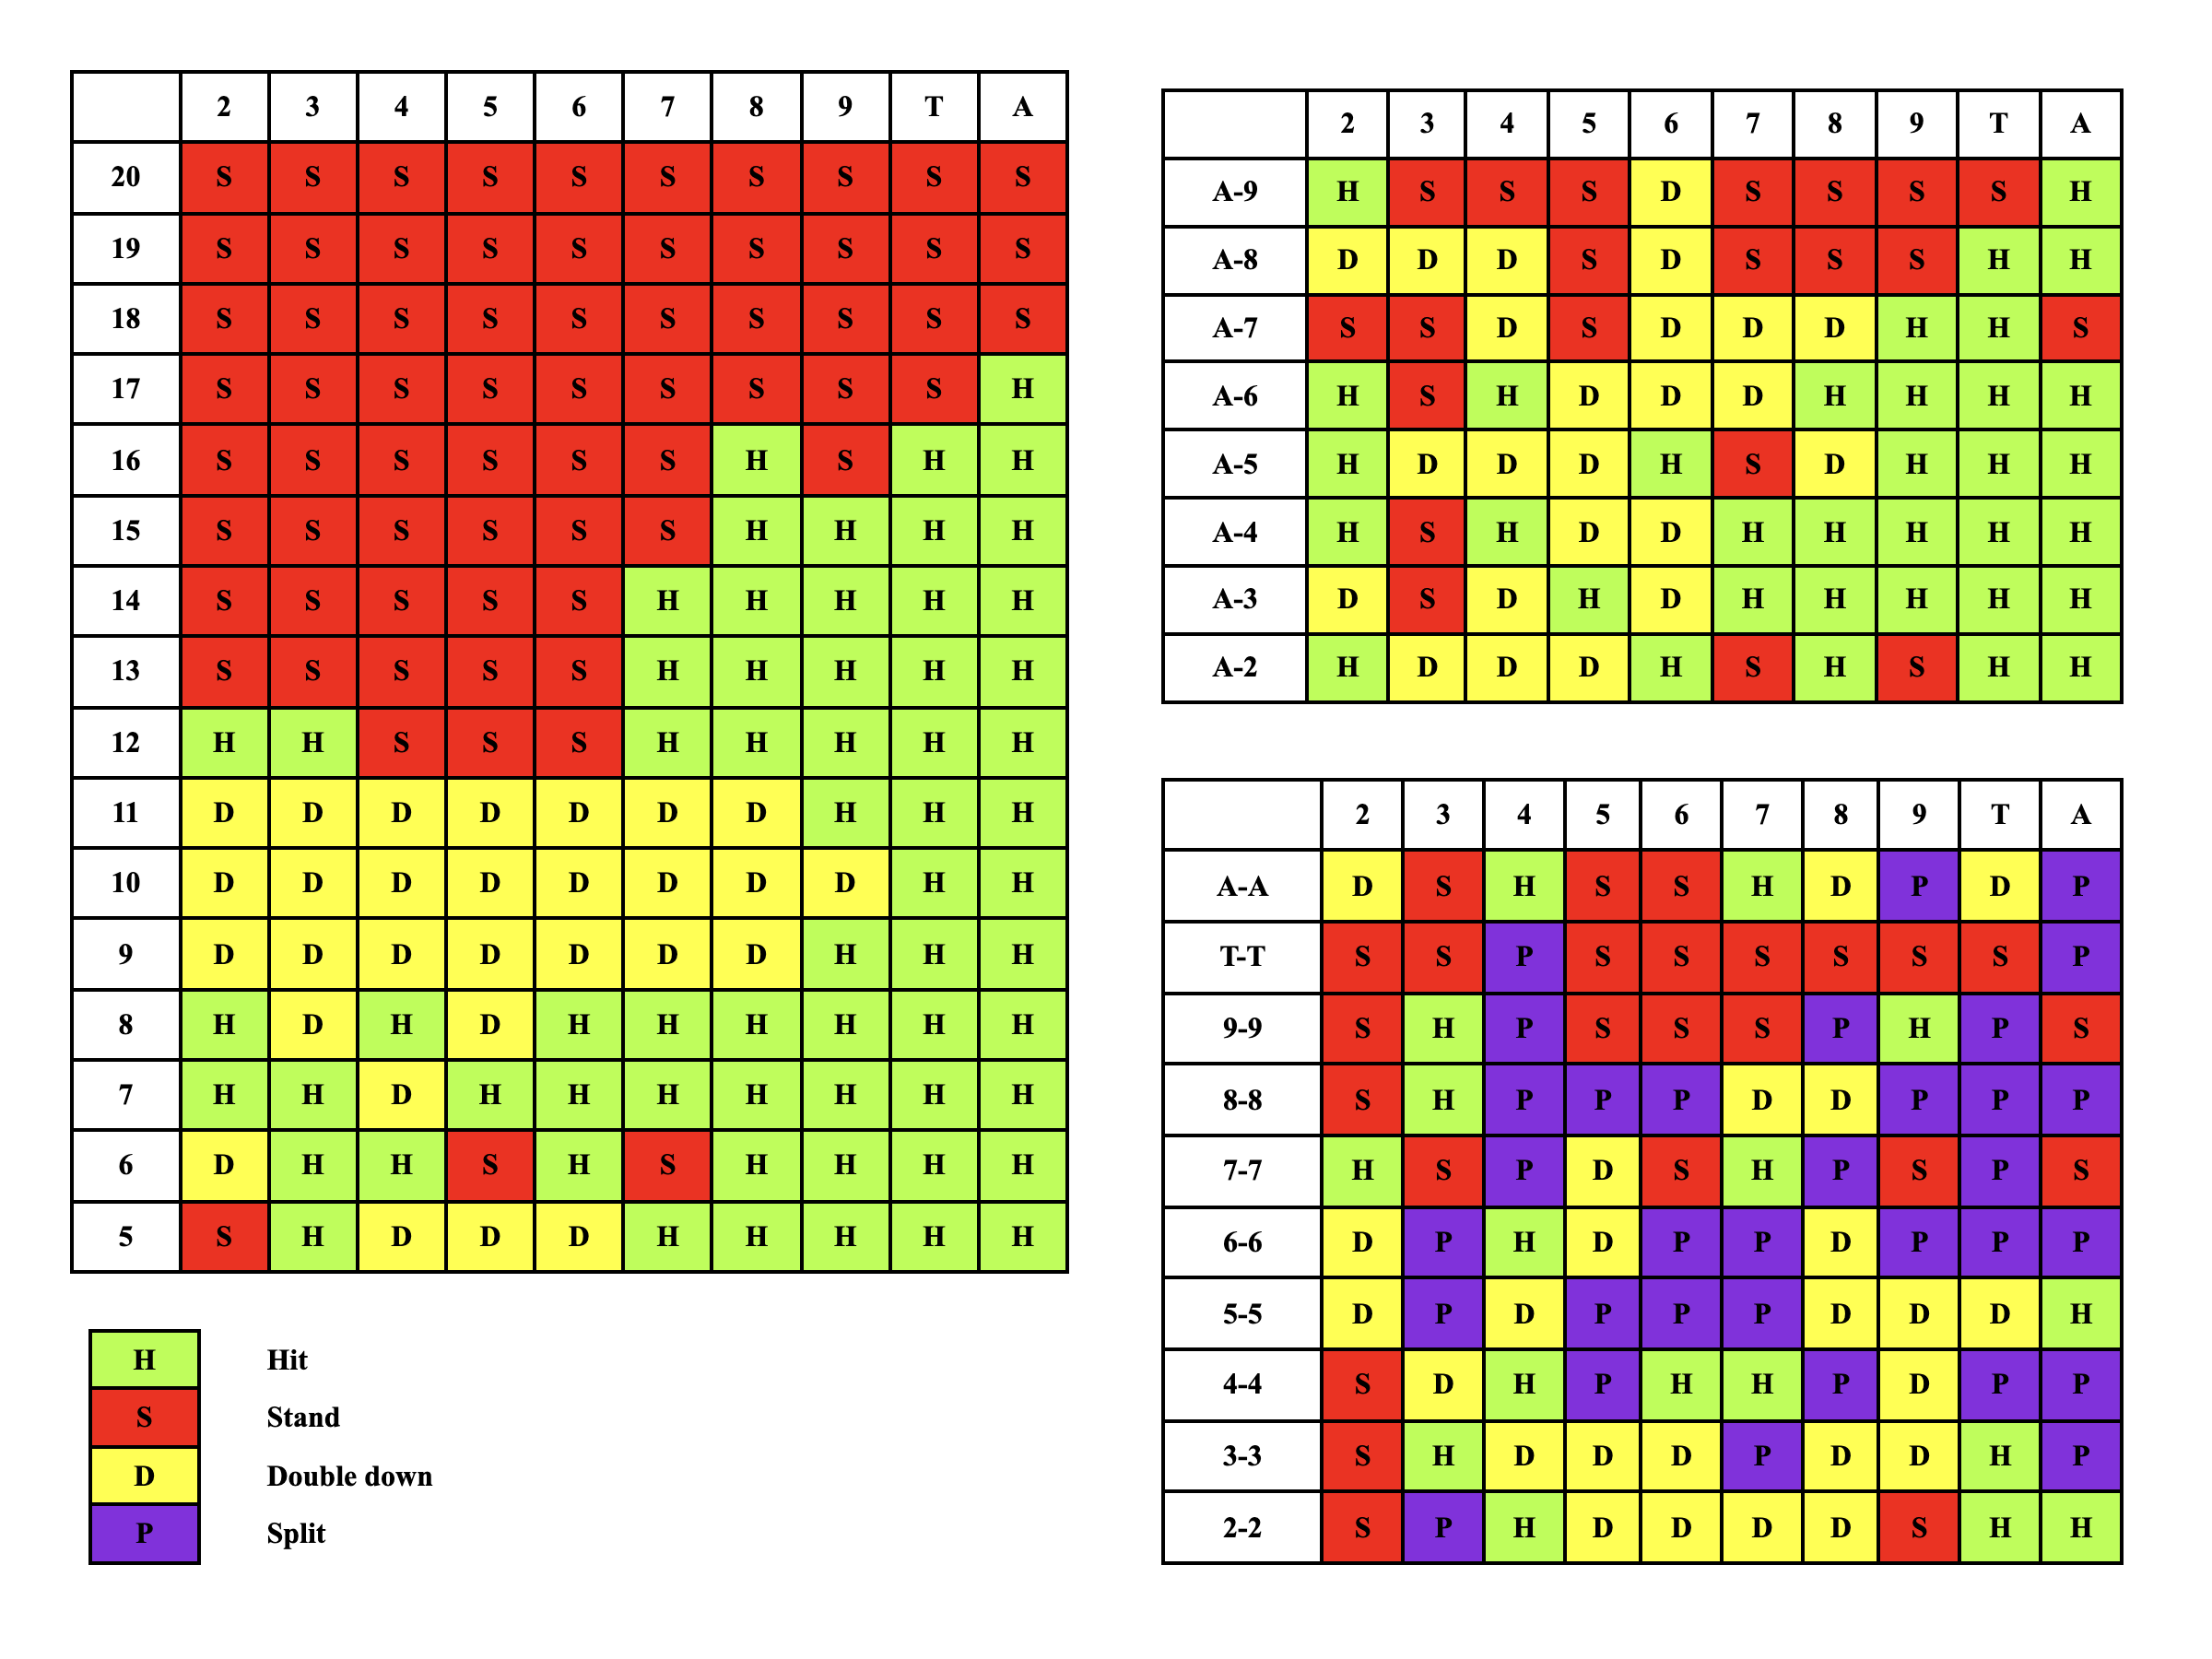 2 3 4 5 6 7 8 9 T A
20 S S S S S S S S S S
19 S S S S S S S S S S
18 S S S S S S S S S S
17 S S S S S S S S S H
16 S S S S S S H S H H
15 S S S S S S H H H H
14 S S S S S H H H H H
13 S S S S S H H H H H
12 H H S S S H H H H H
11 D D D D D D D H H H
10 D D D D D D D D H H
9 D D D D D D D H H H
8 H D H D H H H H H H
7 H H D H H H H H H H
6 D H H S H S H H H H
5 S H D D D H H H H H
H Hit
S Stand
D Double down
P Split
2 3 4 5 6 7 8 9 T A
A-9 H S S S D S S S S H
A-8 D D D S D S S S H H
A-7 S S D S D D D H H S
A-6 H S H D D D H H H H
A-5 H D D D H S D H H H
A-4 H S H D D H H H H H
A-3 D S D H D H H H H H
A-2 H D D D H S H S H H
2 3 4 5 6 7 8 9 T A
A-A D S H S S H D P D P
T-T S S P S S S S S S P
9-9 S H P S S S P H P S
8-8 S H P P P D D P P P
7-7 H S P D S H P S P S
6-6 D P H D P P D P P P
5-5 D P D P P P D D D H
4-4 S D H P H H P D P P
3-3 S H D D D P D D H P
2-2 S P H D D D D S H H